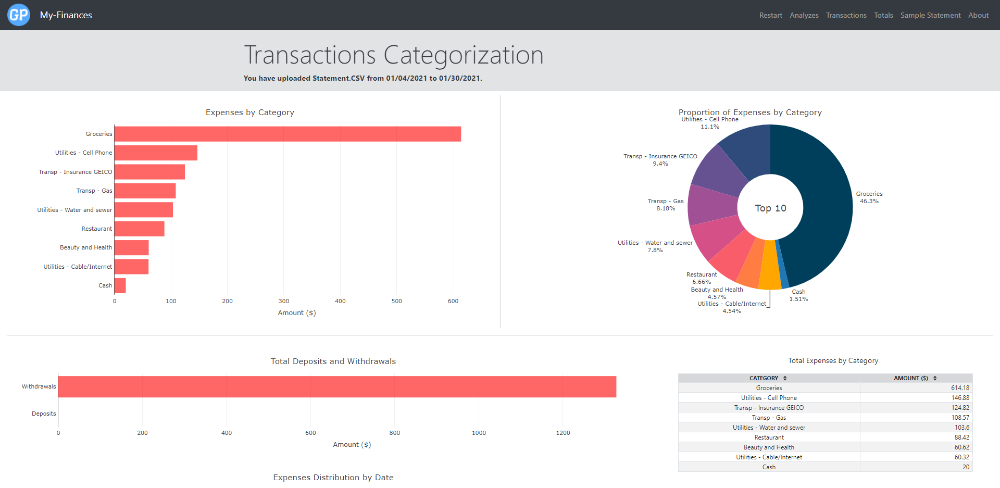 GP My-Finances Restart Analyzes Transactions Totals Sample Statement About
Transactions Categorization
You have uploaded Statement.CSV from 01/04/2021 to 01/30/2021.
Expenses by Category
Groceries
Utilities - Cell Phone
Transp - Insurance GEICO
Transp - Gas
Utilities - Water and sewer
Restaurant
Beauty and Health
Utilities - Cable/Internet
Cash
0 100 200 300 400 500 600
Amount ($)
Proportion of Expenses by Category
Utilities - Cell Phone
11.1%
Transp - Insurance GEICO
9.4%
Transp - Gas
8.18%
Utilities - Water and sewer
7.8%
Restaurant
6.66%
Beauty and Health
4.57%
Utilities - Cable/Internet
4.54%
Cash
1.51%
Groceries
46.3%
Top 10
Total Deposits and Withdrawals
Withdrawals
Deposits
0 200 400 600 800 1000 1200
Amount ($)
Total Expenses by Category
CATEGORY AMOUNT ($)
Groceries 614.18
Utilities - Cell Phone 146.88
Transp - Insurance GEICO 124.82
Transp - Gas 108.57
Utilities - Water and sewer 103.6
Restaurant 88.42
Beauty and Health 60.62
Utilities - Cable/Internet 60.32
Cash 20
Expenses Distribution by Date